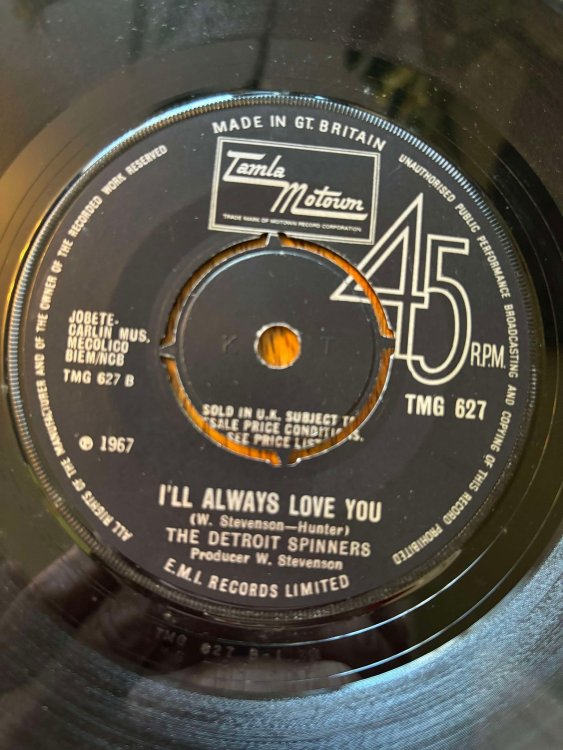 MADE IN GT. BRITAIN
Tamla
Motown
TRADE MARK OF MOTOWN RECORD CORPORATION
UNAUTHORISED PUBLIC PERFORMANCE BROADCASTING AND COPYING OF THIS RECORD PROHIBITED
ALL RIGHTS OF THE MANUFACTURER AND OF THE OWNER OF THE RECORDED WORK RESERVED
45
R.P.M.
TMG 627
JOBETE-
CARLIN MUS.
MECOLICO
BIEM/NCB
TMG 627 B
℗ 1967
K T
SOLD IN U.K. SUBJECT TO
SALE PRICE CONDITIONS.
SEE PRICE LISTS
I'LL ALWAYS LOVE YOU
(W. Stevenson—Hunter)
THE DETROIT SPINNERS
Producer W. Stevenson
E.M.I. RECORDS LIMITED
TMG 627 B-1